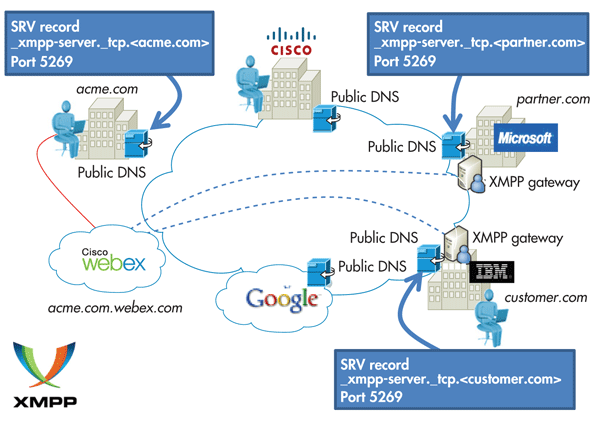 SRV record
_xmpp-server._tcp.<acme.com>
Port 5269
CISCO
SRV record
_xmpp-server._tcp.<partner.com>
Port 5269
acme.com
Public DNS
partner.com
Public DNS
Public DNS
Microsoft
XMPP gateway
Cisco
webex
acme.com.webex.com
Public DNS
XMPP gateway
Public DNS
IBM
Google
customer.com
SRV record
_xmpp-server._tcp.<customer.com>
Port 5269
XMPP